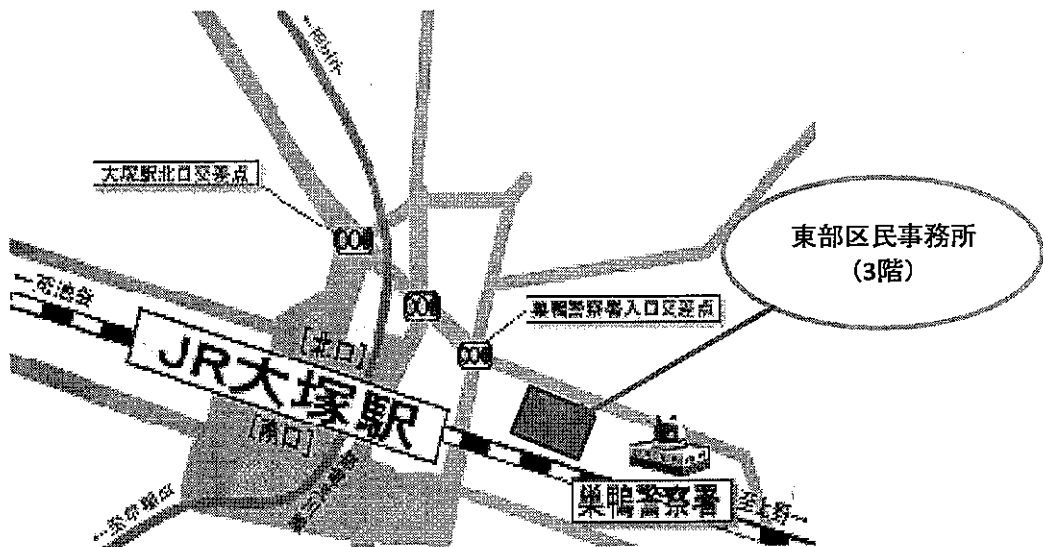 大塚駅北口交差点
東部区民事務所
（3階）
←至池袋
巣鴨警察署入口交差点
［北口］
JR大塚駅
［南口］
巣鴨警察署
至上野→